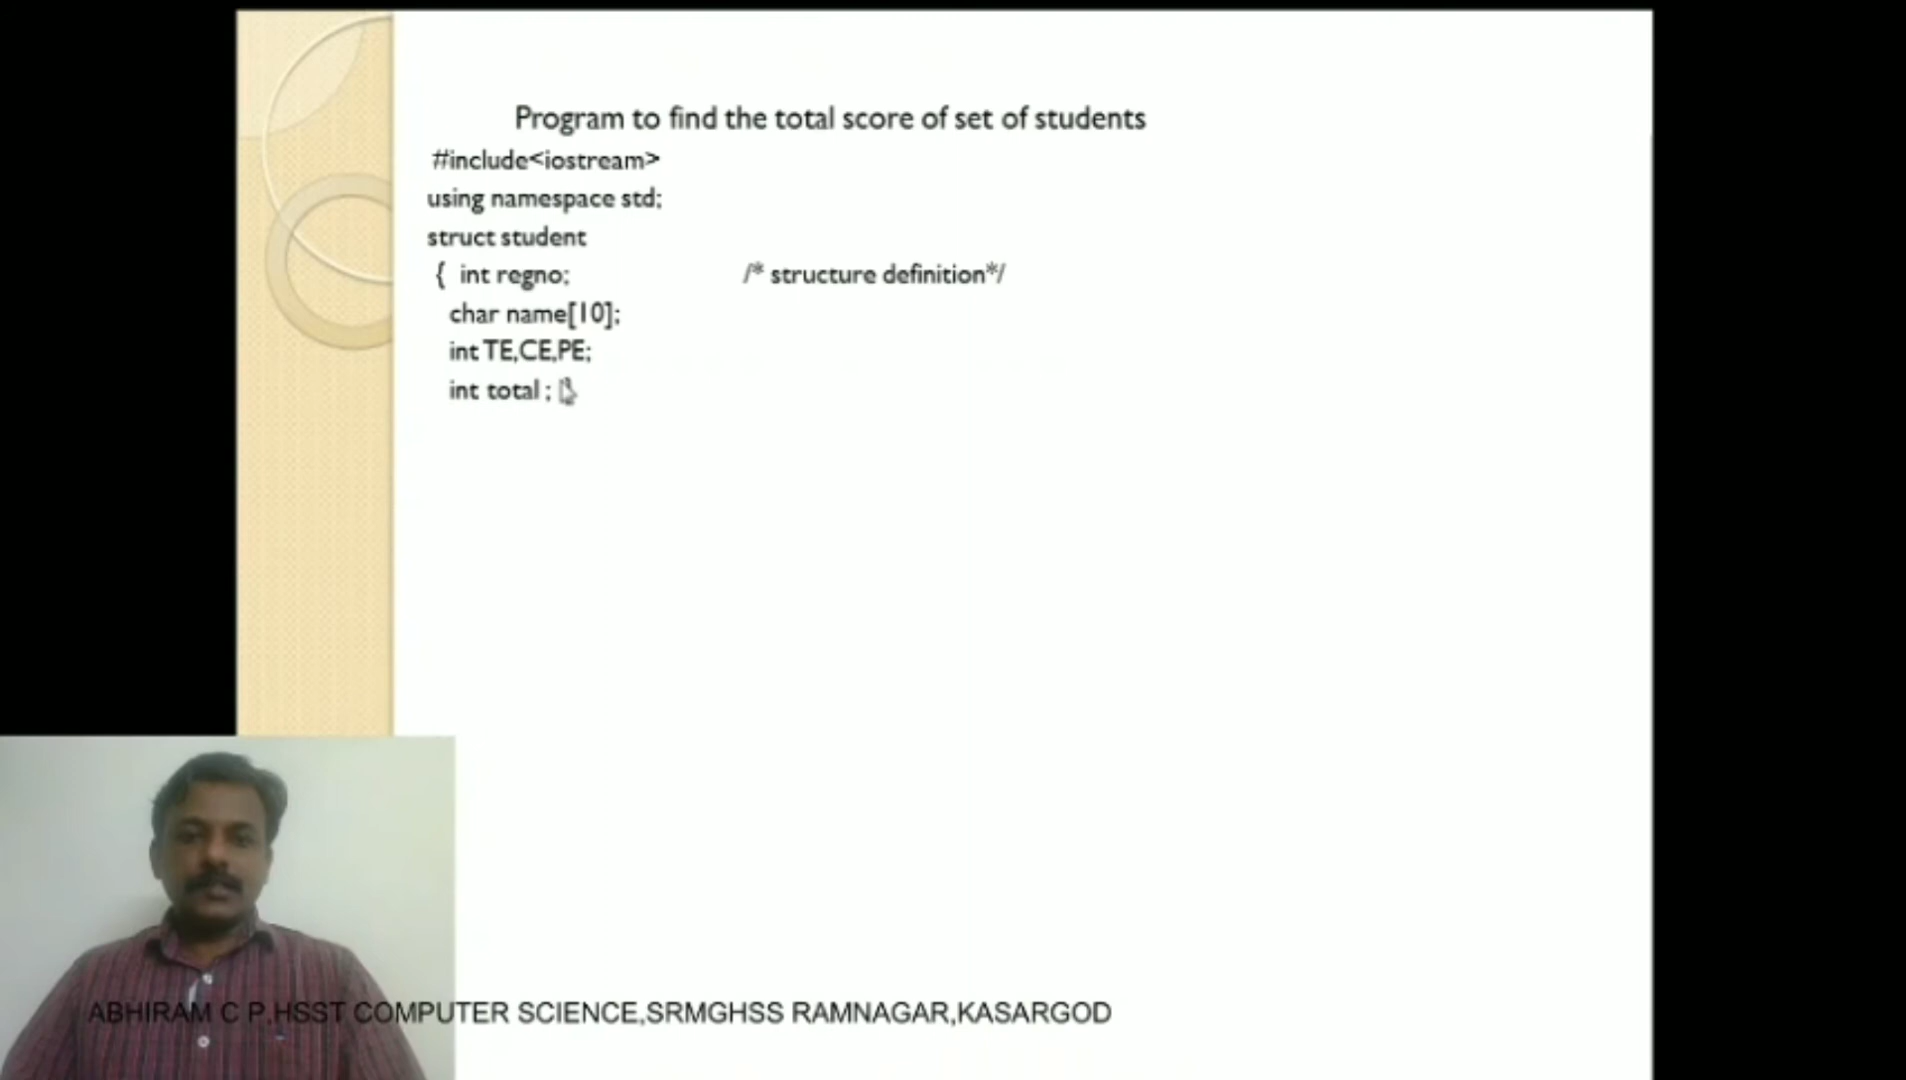 Program to find the total score of set of students
#include<iostream>
using namespace std;
struct student
{ int regno; /* structure definition*/
char name[10];
int TE,CE,PE;
int total ;
ABHIRAM C P,HSST COMPUTER SCIENCE,SRMGHSS RAMNAGAR,KASARGOD